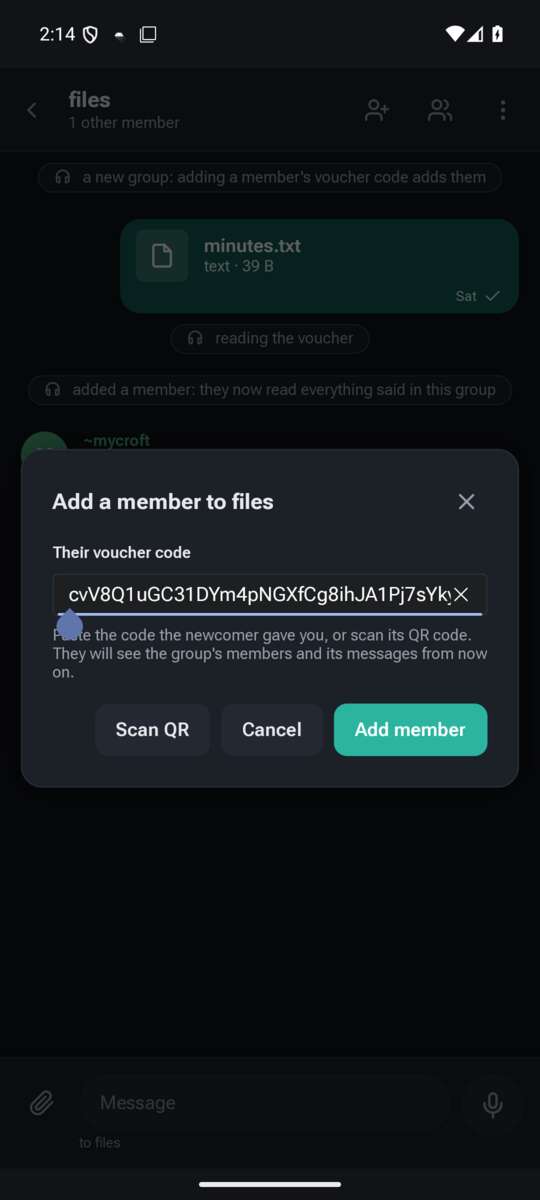 2:14
files
1 other member
a new group: adding a member's voucher code adds them
minutes.txt
text · 39 B
Sat
reading the voucher
added a member: they now read everything said in this group
~mycroft
Add a member to files
Their voucher code
cvV8Q1uGC31DYm4pNGXfCg8ihJA1Pj7sYky
Paste the code the newcomer gave you, or scan its QR code.
They will see the group's members and its messages from now
on.
Scan QR
Cancel
Add member
Message
to files